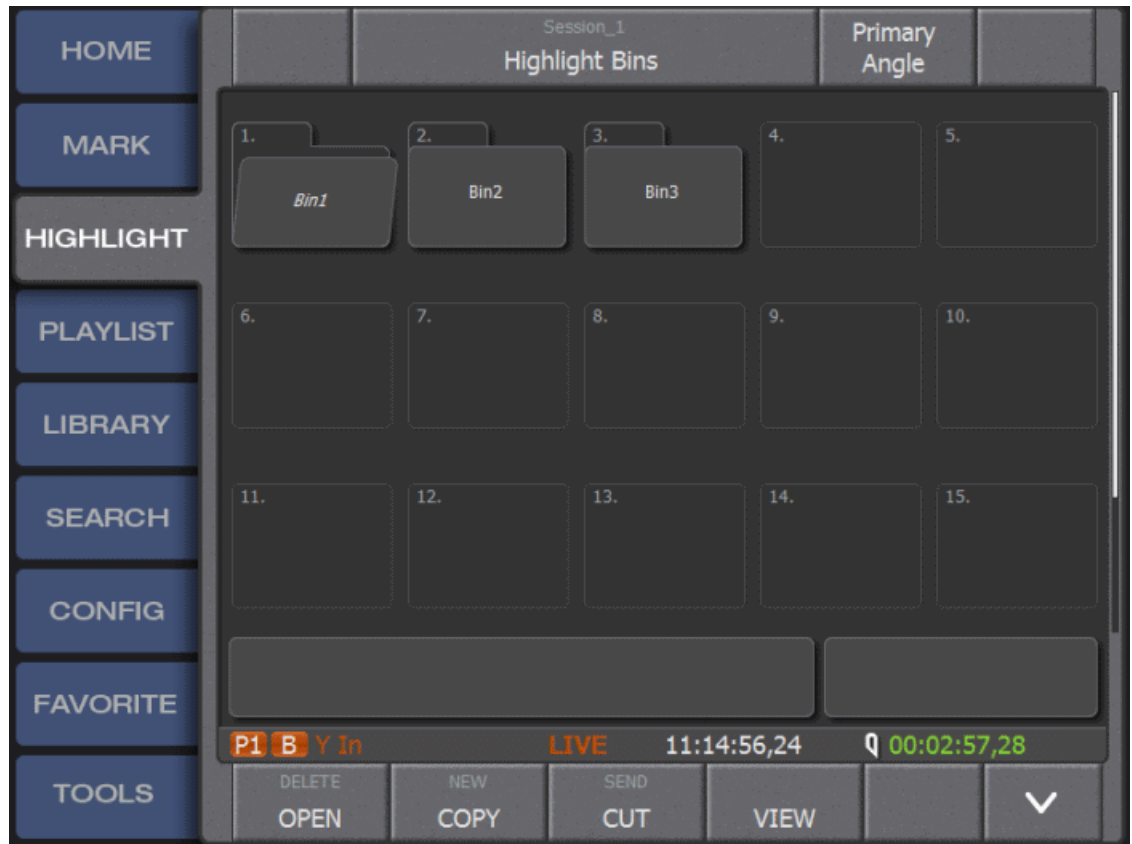 HOME
MARK
HIGHLIGHT
PLAYLIST
LIBRARY
SEARCH
CONFIG
FAVORITE
TOOLS
Session_1
Highlight Bins
Primary
Angle
1. 2. 3. 4. 5.
Bin1 Bin2 Bin3
6. 7. 8. 9. 10.
11. 12. 13. 14. 15.
P1 B Y In LIVE 11:14:56,24 00:02:57,28
DELETE NEW SEND
OPEN COPY CUT VIEW